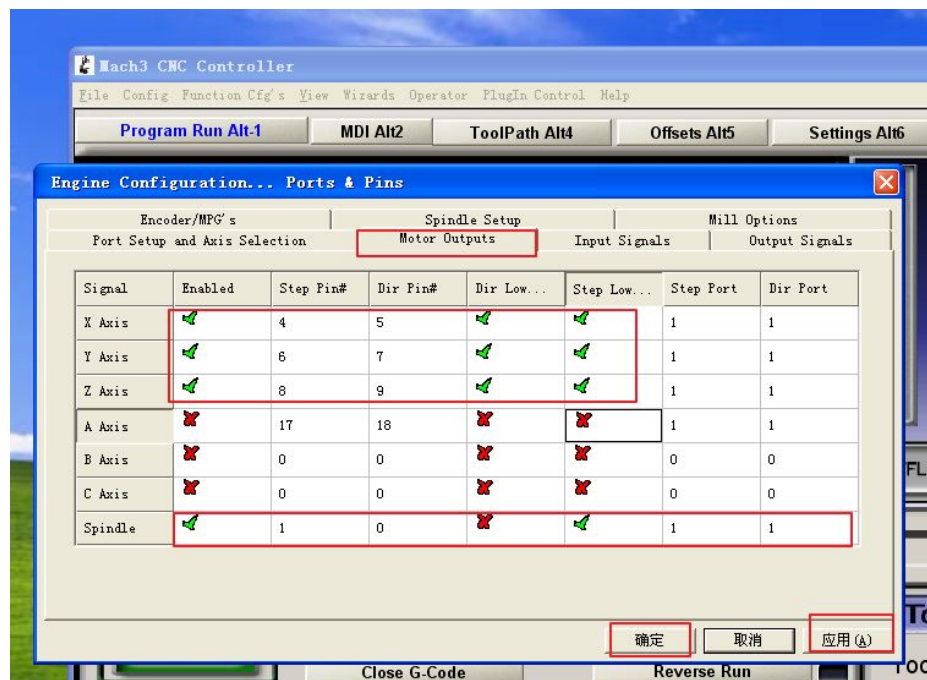 Mach3 CNC Controller
File Config Function Cfg's View Wizards Operator PlugIn Control Help
Program Run Alt-1 MDI Alt2 ToolPath Alt4 Offsets Alt5 Settings Alt6
Engine Configuration... Ports & Pins
Encoder/MPG's Spindle Setup Mill Options
Port Setup and Axis Selection Motor Outputs Input Signals Output Signals
Signal Enabled Step Pin# Dir Pin# Dir Low... Step Low... Step Port Dir Port
X Axis 4 5 1 1
Y Axis 6 7 1 1
Z Axis 8 9 1 1
A Axis 17 18 1 1
B Axis 0 0 0 0
C Axis 0 0 0 0
Spindle 1 0 1 1
确定 取消 应用(A)
Close G-Code Reverse Run